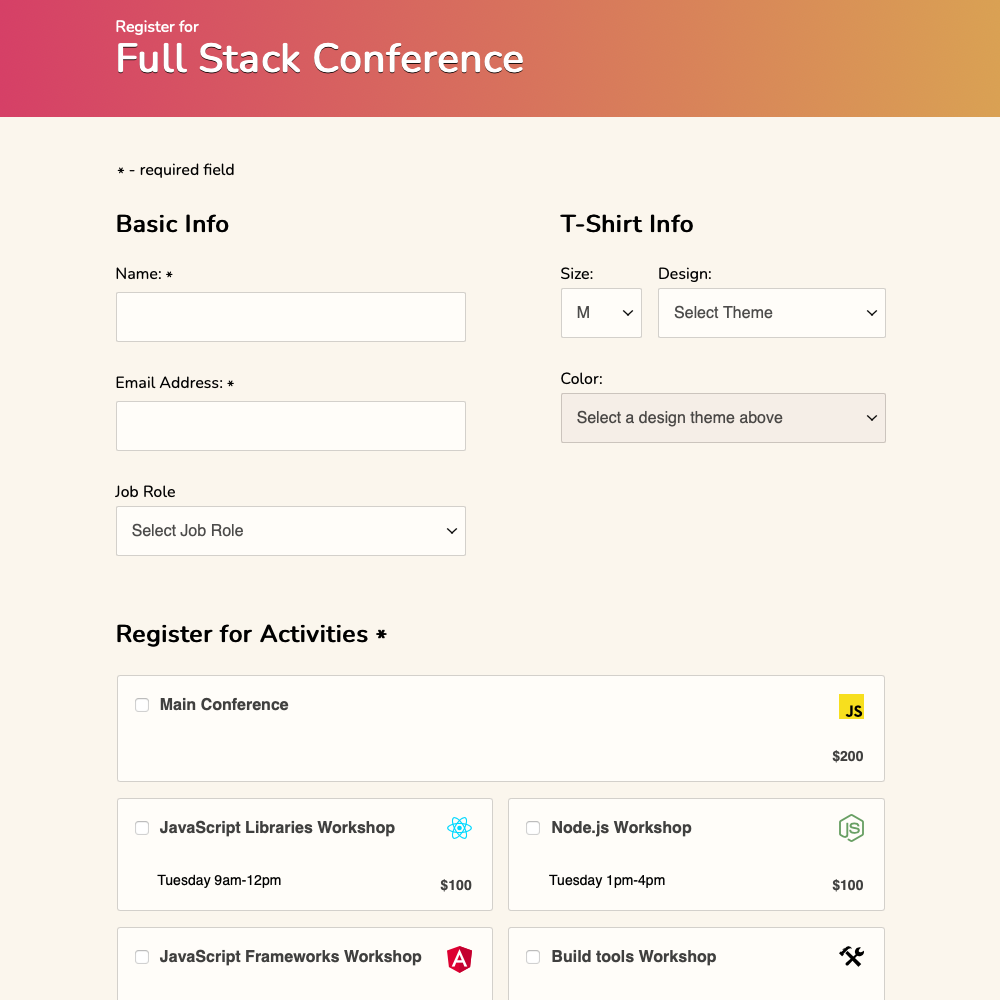 Register for
Full Stack Conference
* - required field
Basic Info
Name: *
Email Address: *
Job Role
Select Job Role
T-Shirt Info
Size:
M
Design:
Select Theme
Color:
Select a design theme above
Register for Activities *
Main Conference
JS
$200
JavaScript Libraries Workshop
Tuesday 9am-12pm
$100
Node.js Workshop
JS
Tuesday 1pm-4pm
$100
JavaScript Frameworks Workshop
A
Build tools Workshop